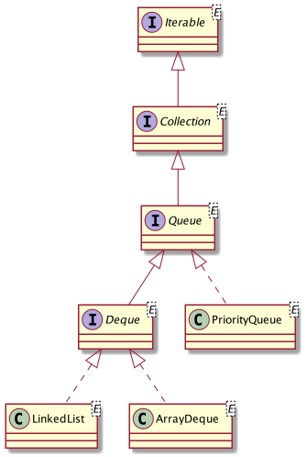 I Iterable E
I Collection E
I Queue E
I Deque E
C PriorityQueue
C LinkedList E
C ArrayDeque E